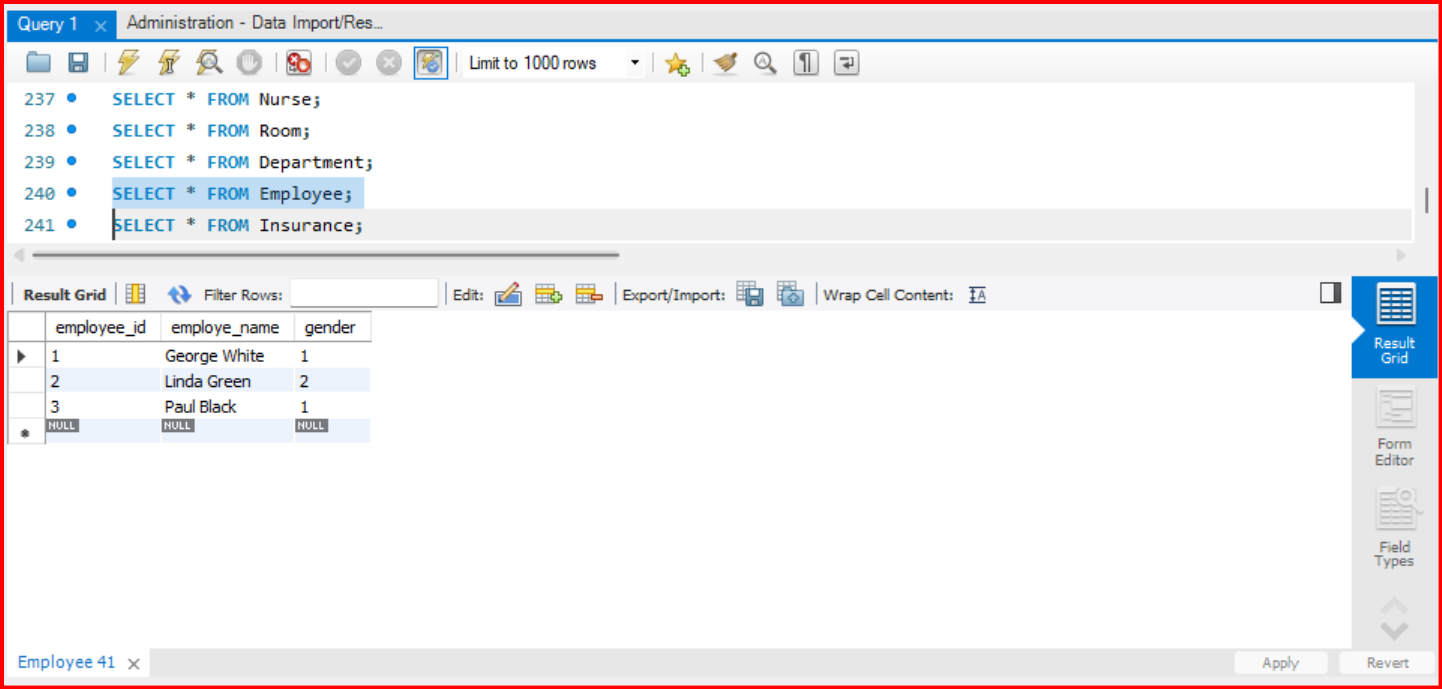 Query 1 Administration - Data Import/Res...
Limit to 1000 rows
237 SELECT * FROM Nurse;
238 SELECT * FROM Room;
239 SELECT * FROM Department;
240 SELECT * FROM Employee;
241 SELECT * FROM Insurance;
Result Grid Filter Rows: Edit: Export/Import: Wrap Cell Content:
employee_id employe_name gender
1 George White 1
2 Linda Green 2
3 Paul Black 1
NULL NULL NULL
Result
Grid
Form
Editor
Field
Types
Employee 41 Apply Revert